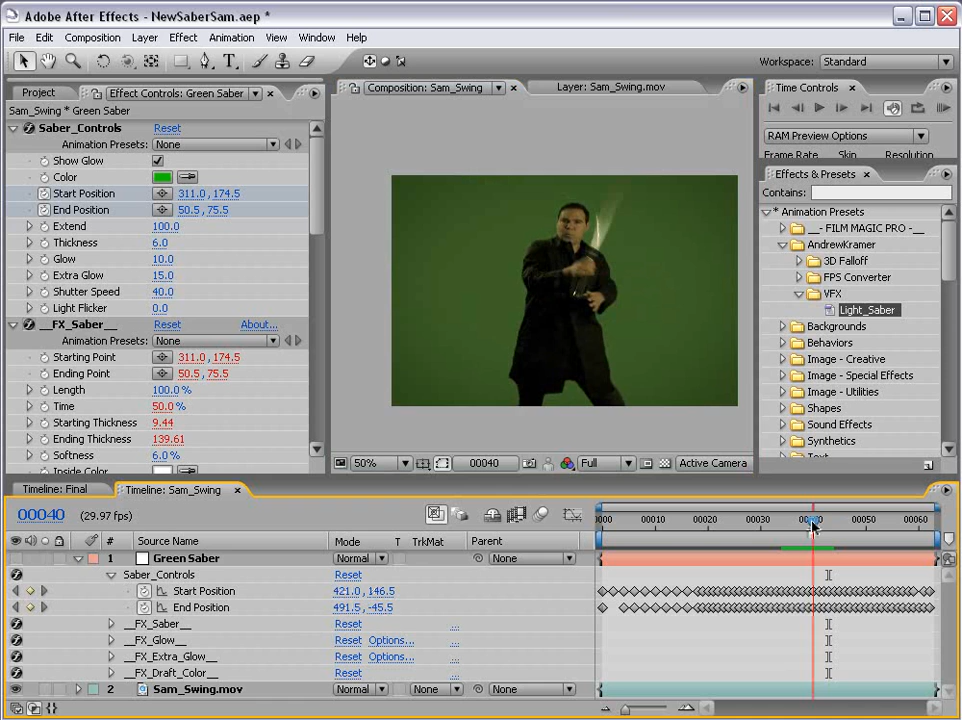 Adobe After Effects - NewSaberSam.aep *
File Edit Composition Layer Effect Animation View Window Help
T
Workspace: Standard
Project Effect Controls: Green Saber
Sam_Swing * Green Saber
Saber_Controls Reset
Animation Presets: None
Show Glow
Color
Start Position 311.0, 174.5
End Position 50.5, 75.5
Extend 100.0
Thickness 6.0
Glow 10.0
Extra Glow 15.0
Shutter Speed 40.0
Light Flicker 0.0
__FX_Saber__ Reset About...
Animation Presets: None
Starting Point 311.0, 174.5
Ending Point 50.5, 75.5
Length 100.0 %
Time 50.0 %
Starting Thickness 9.44
Ending Thickness 139.61
Softness 6.0 %
Inside Color
Composition: Sam_Swing Layer: Sam_Swing.mov
50% 00040 Full Active Camera
Time Controls
RAM Preview Options
Frame Rate Skip Resolution
Effects & Presets
Contains:
* Animation Presets
__- FILM MAGIC PRO -__
AndrewKramer
3D Falloff
FPS Converter
VFX
Light_Saber
Backgrounds
Behaviors
Image - Creative
Image - Special Effects
Image - Utilities
Shapes
Sound Effects
Synthetics
Text
Timeline: Final Timeline: Sam_Swing
00040 (29.97 fps)
0000 00010 00020 00030 00040 00050 00060
# Source Name Mode T TrkMat Parent
1 Green Saber Normal None
Saber_Controls Reset
Start Position 421.0, 146.5
End Position 491.5, -45.5
__FX_Saber__ Reset ...
__FX_Glow__ Reset Options... ...
__FX_Extra_Glow__ Reset Options... ...
__FX_Draft_Color__ Reset ...
2 Sam_Swing.mov Normal None None